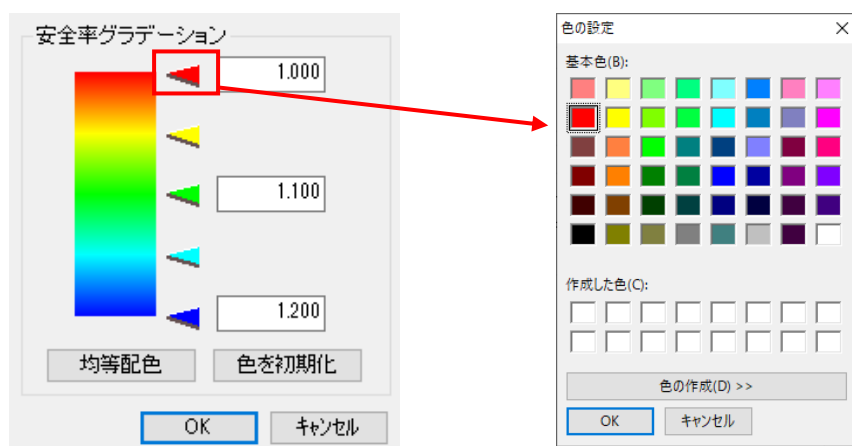 安全率グラデーション
1.000
1.100
1.200
均等配色
色を初期化
OK
キャンセル
色の設定
基本色(B):
作成した色(C):
色の作成(D) >>
OK
キャンセル